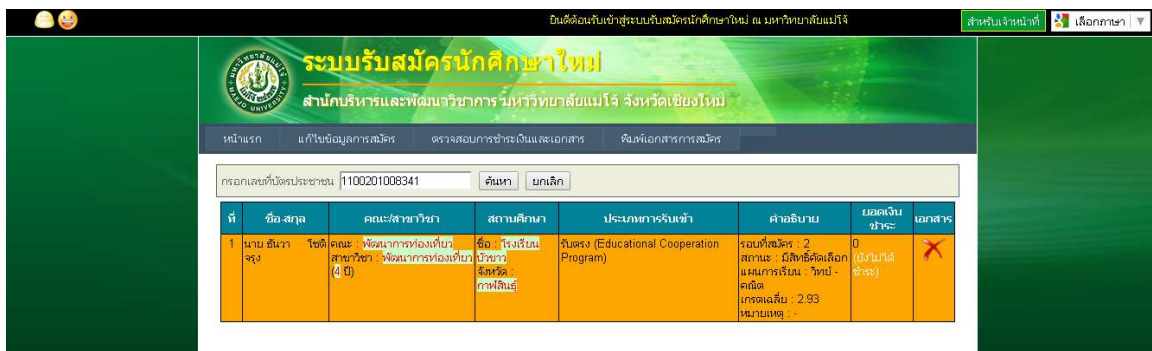 ยินดีต้อนรับเข้าสู่ระบบรับสมัครนักศึกษาใหม่ ณ มหาวิทยาลัยแม่โจ้
สำหรับเจ้าหน้าที่
เลือกภาษา
ระบบรับสมัครนักศึกษาใหม่
สำนักบริหารและพัฒนาวิชาการ มหาวิทยาลัยแม่โจ้ จังหวัดเชียงใหม่
หน้าแรก แก้ไขข้อมูลการสมัคร ตรวจสอบการชำระเงินและเอกสาร พิมพ์เอกสารการสมัคร
กรอกเลขที่บัตรประชาชน 1100201008341 ค้นหา ยกเลิก
ที่ ชื่อ-สกุล คณะ/สาขาวิชา สถานศึกษา ประเภทการรับเข้า คำอธิบาย ยอดเงินชำระ เอกสาร
1 นาย ธันวา โชติ
จรุง
คณะ : พัฒนาการท่องเที่ยว
สาขาวิชา : พัฒนาการท่องเที่ยว
(4 ปี)
ชื่อ : โรงเรียน
บัวขาว
จังหวัด :
กาฬสินธุ์
รับตรง (Educational Cooperation
Program)
รอบที่สมัคร : 2
สถานะ : มีสิทธิ์คัดเลือก
แผนการเรียน : วิทย์ -
คณิต
เกรดเฉลี่ย : 2.93
หมายเหตุ : -
0
(ยังไม่ได้
ชำระ)